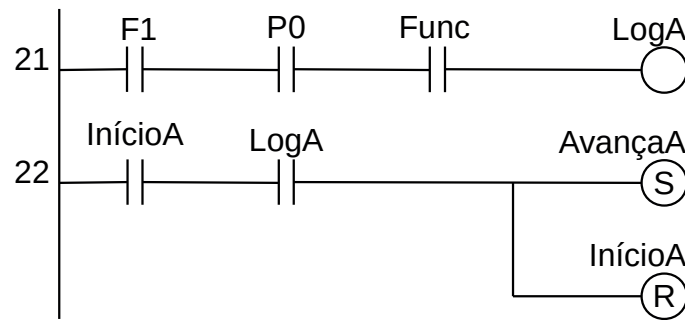 F1 P0 Func LogA
21
InícioA LogA AvançaA
22 S
InícioA
R